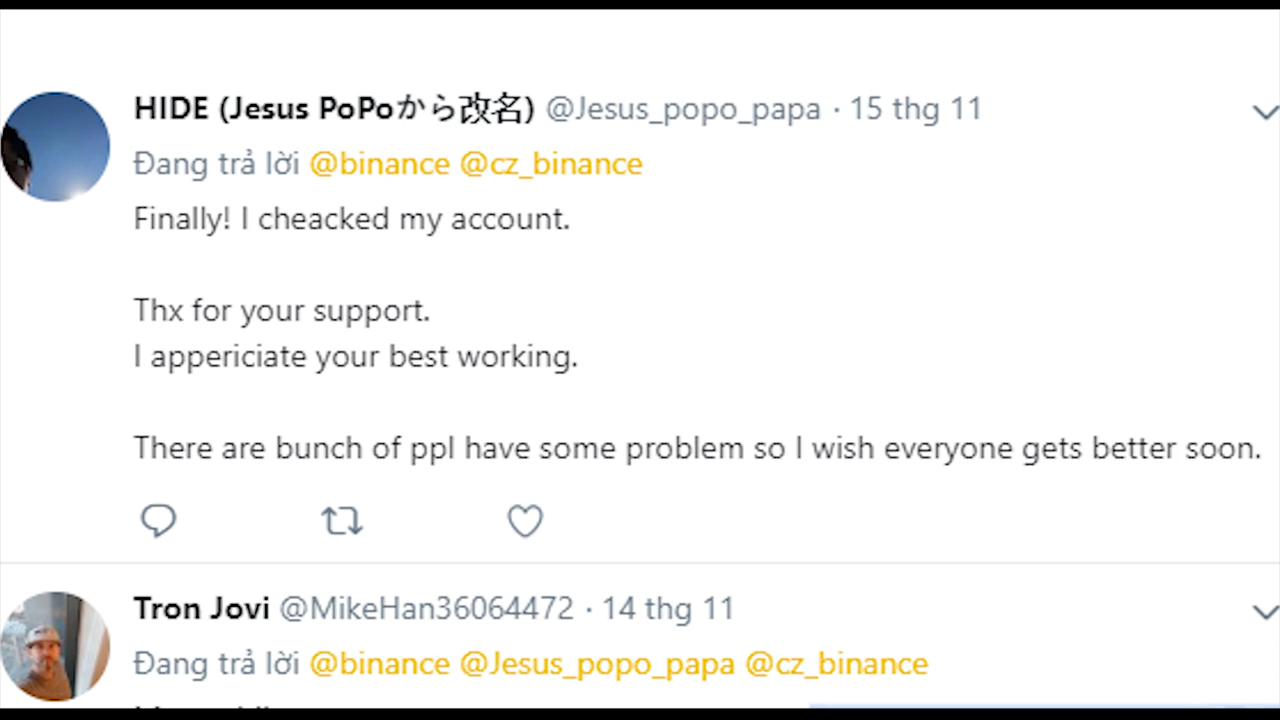 HIDE (Jesus PoPoから改名) @Jesus_popo_papa · 15 thg 11
Đang trả lời @binance @cz_binance
Finally! I cheacked my account.
Thx for your support.
I appericiate your best working.
There are bunch of ppl have some problem so I wish everyone gets better soon.
Tron Jovi @MikeHan36064472 · 14 thg 11
Đang trả lời @binance @Jesus_popo_papa @cz_binance